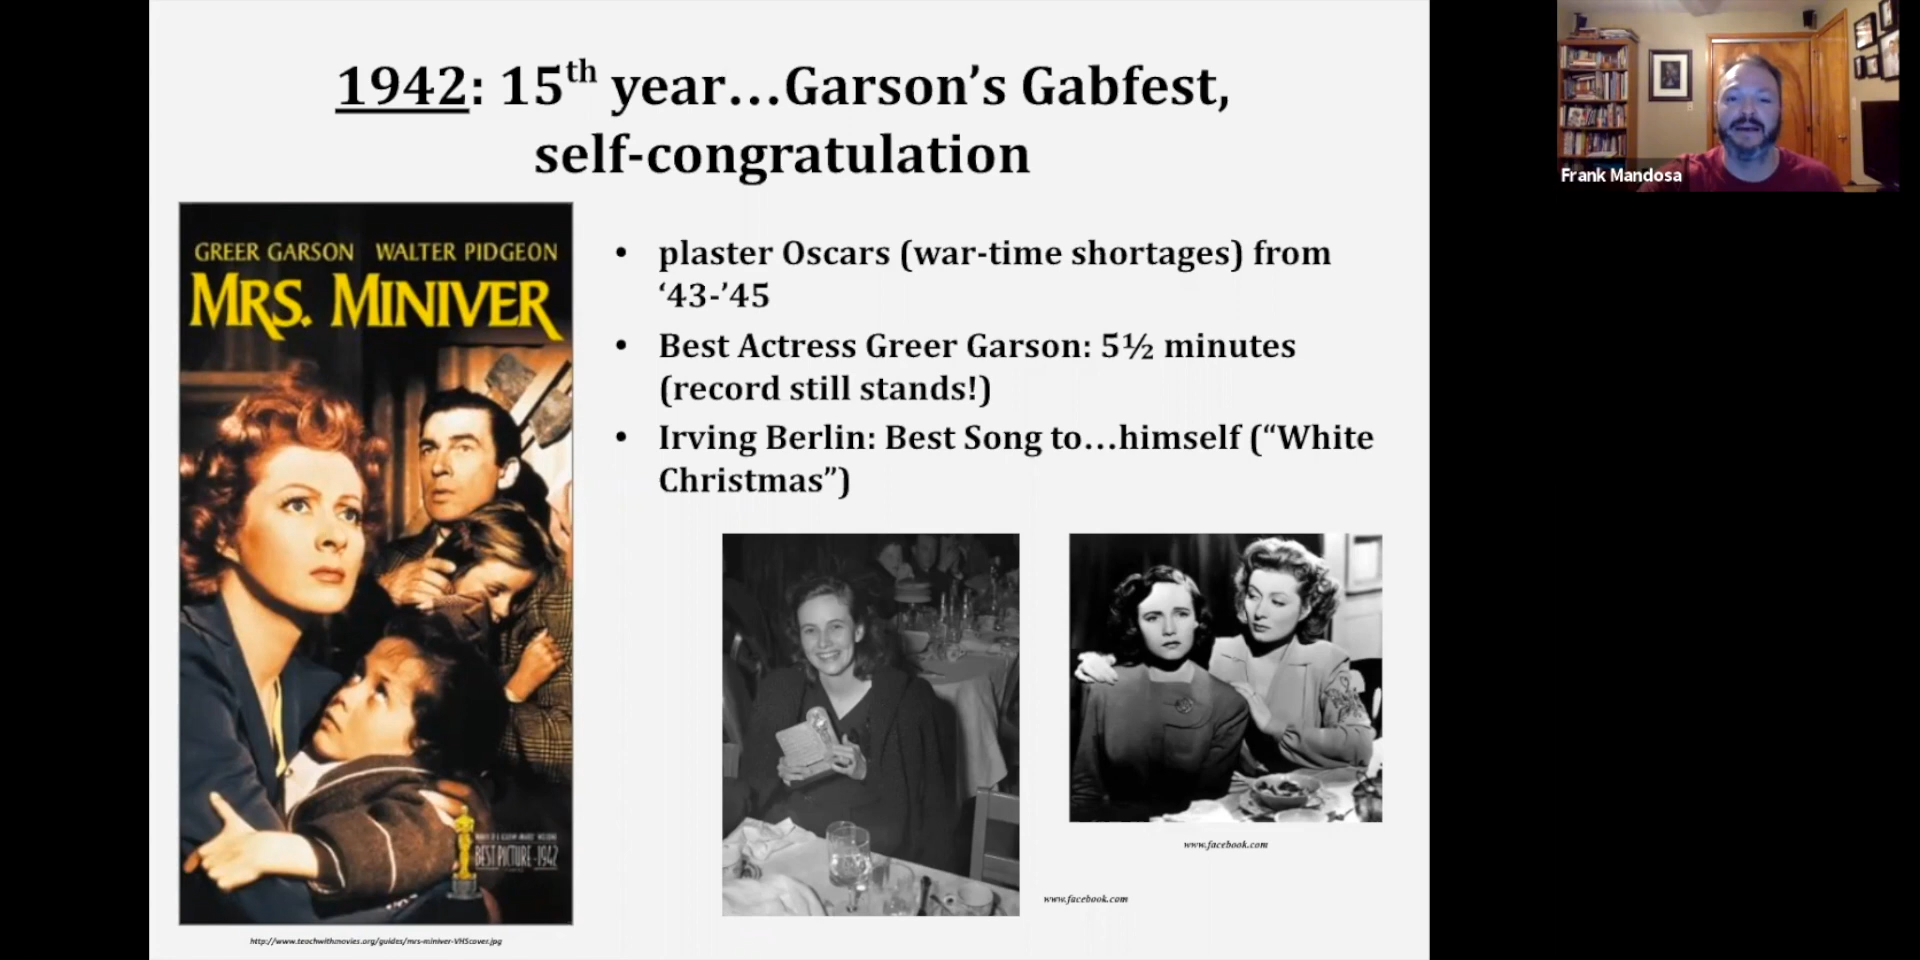 1942: 15th year…Garson’s Gabfest,
self-congratulation
GREER GARSON WALTER PIDGEON
MRS. MINIVER
BEST PICTURE-1942
• plaster Oscars (war-time shortages) from
‘43-’45
• Best Actress Greer Garson: 5½ minutes
(record still stands!)
• Irving Berlin: Best Song to…himself (“White
Christmas”)
www.facebook.com
www.facebook.com
http://www.teachwithmovies.org/guides/mrs-miniver-VHScover.jpg
Frank Mandosa